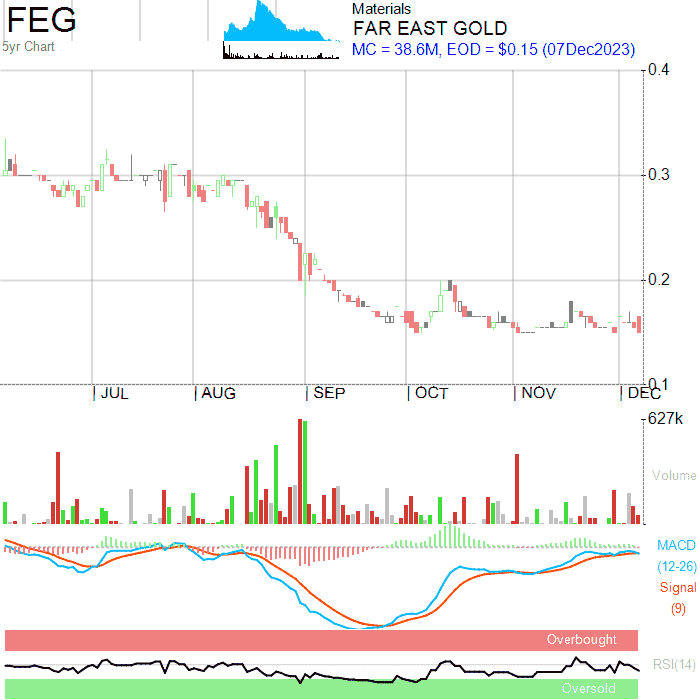 FEG
5yr Chart
Materials
FAR EAST GOLD
MC = 38.6M, EOD = $0.15 (07Dec2023)
0.4
0.3
0.2
0.1
JUL
AUG
SEP
OCT
NOV
DEC
627k
Volume
MACD
(12-26)
Signal
(9)
Overbought
RSI(14)
Oversold